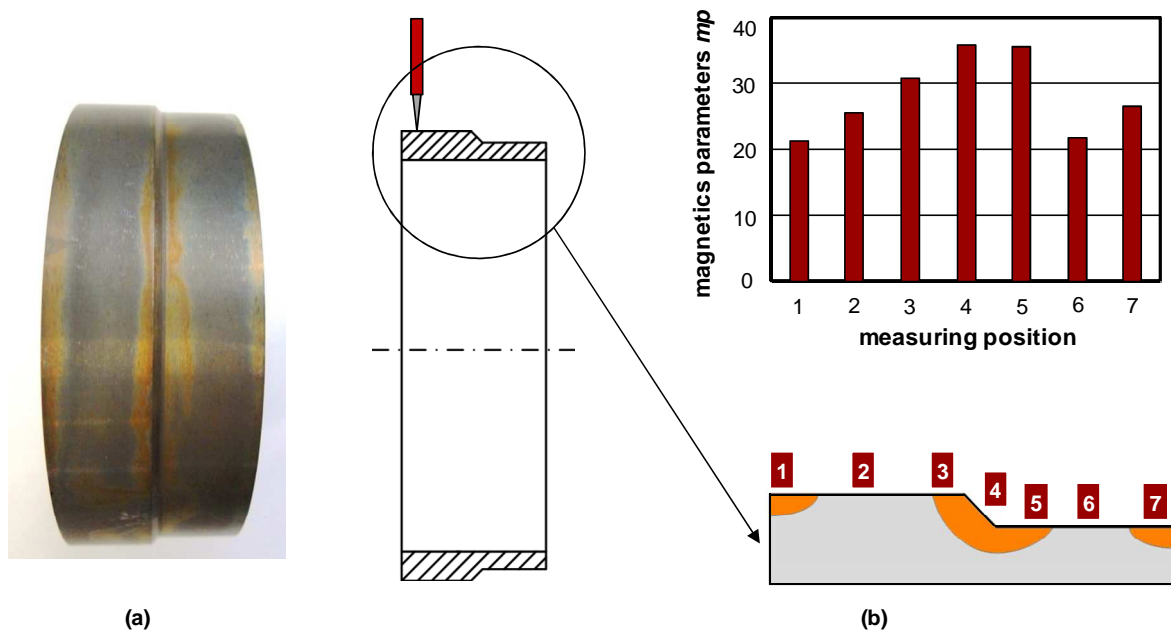 magnetics parameters mp
40
30
20
10
0
1 2 3 4 5 6 7
measuring position
1 2 3 4 5 6 7
(a) (b)